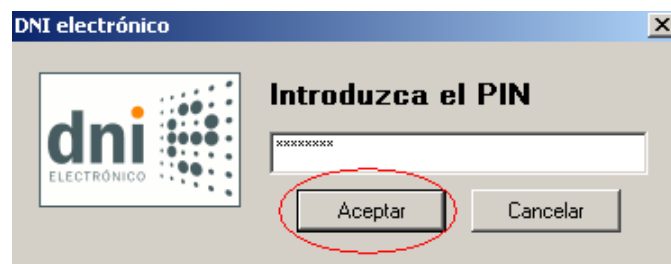 DNI electrónico
dni
ELECTRÓNICO
Introduzca el PIN
********
Aceptar
Cancelar